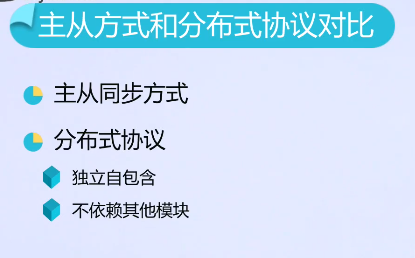 主从方式和分布式协议对比
主从同步方式
分布式协议
独立自包含
不依赖其他模块